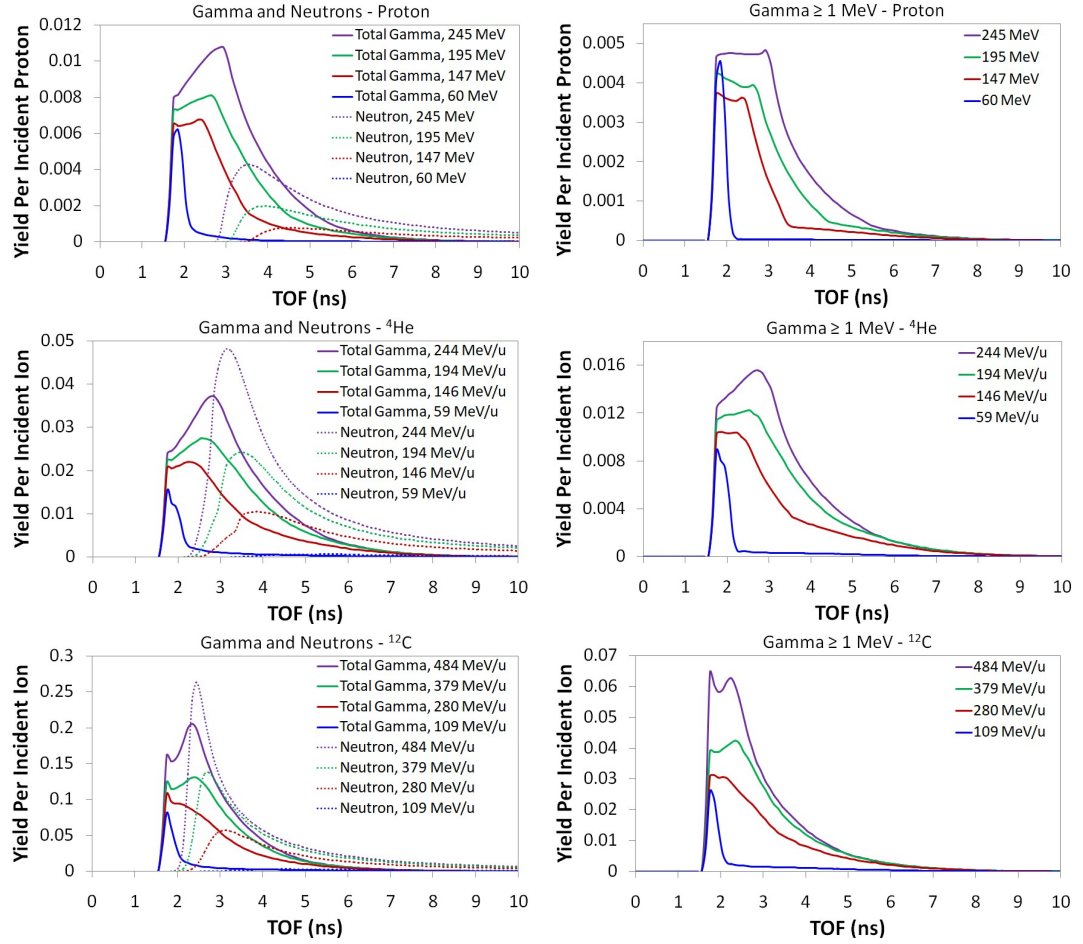 Gamma and Neutrons - Proton
Yield Per Incident Proton
0.012
0.01
0.008
0.006
0.004
0.002
0
Total Gamma, 245 MeV
Total Gamma, 195 MeV
Total Gamma, 147 MeV
Total Gamma, 60 MeV
Neutron, 245 MeV
Neutron, 195 MeV
Neutron, 147 MeV
Neutron, 60 MeV
0 1 2 3 4 5 6 7 8 9 10
TOF (ns)
Gamma ≥ 1 MeV - Proton
Yield Per Incident Proton
0.005
0.004
0.003
0.002
0.001
0
245 MeV
195 MeV
147 MeV
60 MeV
0 1 2 3 4 5 6 7 8 9 10
TOF (ns)
Gamma and Neutrons - ⁴He
Yield Per Incident Ion
0.05
0.04
0.03
0.02
0.01
0
Total Gamma, 244 MeV/u
Total Gamma, 194 MeV/u
Total Gamma, 146 MeV/u
Total Gamma, 59 MeV/u
Neutron, 244 MeV/u
Neutron, 194 MeV/u
Neutron, 146 MeV/u
Neutron, 59 MeV/u
0 1 2 3 4 5 6 7 8 9 10
TOF (ns)
Gamma ≥ 1 MeV - ⁴He
Yield Per Incident Ion
0.016
0.012
0.008
0.004
0
244 MeV/u
194 MeV/u
146 MeV/u
59 MeV/u
0 1 2 3 4 5 6 7 8 9 10
TOF (ns)
Gamma and Neutrons - ¹²C
Yield Per Incident Ion
0.3
0.25
0.2
0.15
0.1
0.05
0
Total Gamma, 484 MeV/u
Total Gamma, 379 MeV/u
Total Gamma, 280 MeV/u
Total Gamma, 109 MeV/u
Neutron, 484 MeV/u
Neutron, 379 MeV/u
Neutron, 280 MeV/u
Neutron, 109 MeV/u
0 1 2 3 4 5 6 7 8 9 10
TOF (ns)
Gamma ≥ 1 MeV - ¹²C
Yield Per Incident Ion
0.07
0.06
0.05
0.04
0.03
0.02
0.01
0
484 MeV/u
379 MeV/u
280 MeV/u
109 MeV/u
0 1 2 3 4 5 6 7 8 9 10
TOF (ns)